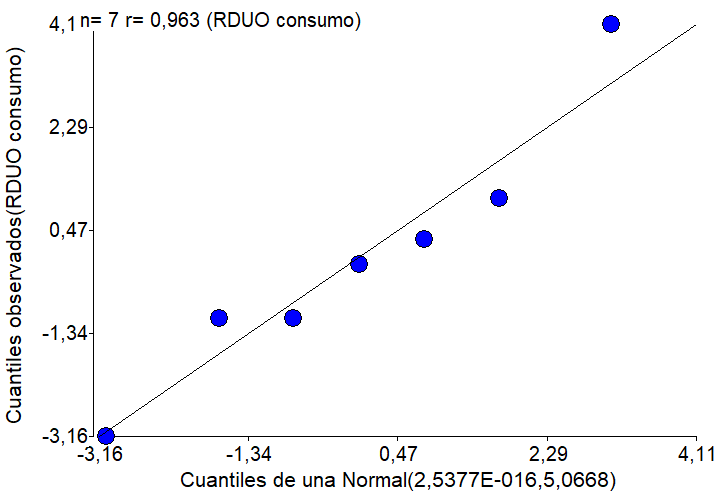 n= 7 r= 0,963 (RDUO consumo)
4,1
2,29
0,47
-1,34
-3,16
Cuantiles observados(RDUO consumo)
-3,16 -1,34 0,47 2,29 4,11
Cuantiles de una Normal(2,5377E-016,5,0668)